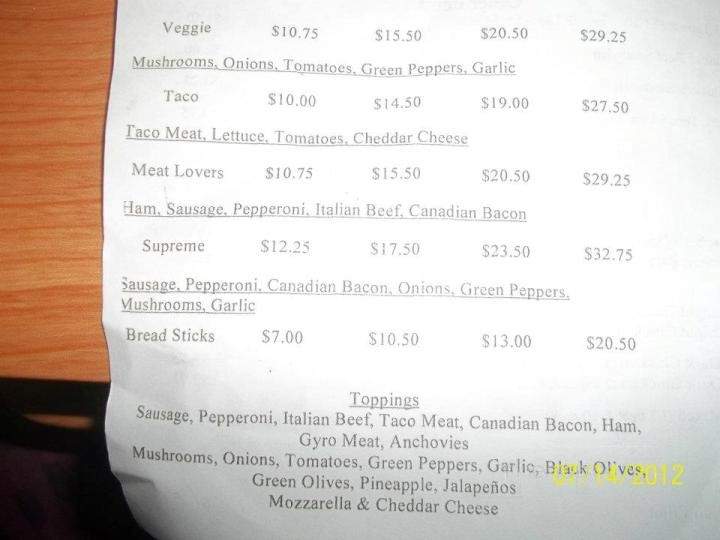 Veggie $10.75 $15.50 $20.50 $29.25
Mushrooms, Onions, Tomatoes, Green Peppers, Garlic
Taco $10.00 $14.50 $19.00 $27.50
Taco Meat, Lettuce, Tomatoes, Cheddar Cheese
Meat Lovers $10.75 $15.50 $20.50 $29.25
Ham, Sausage, Pepperoni, Italian Beef, Canadian Bacon
Supreme $12.25 $17.50 $23.50 $32.75
Sausage, Pepperoni, Canadian Bacon, Onions, Green Peppers,
Mushrooms, Garlic
Bread Sticks $7.00 $10.50 $13.00 $20.50
Toppings
Sausage, Pepperoni, Italian Beef, Taco Meat, Canadian Bacon, Ham,
Gyro Meat, Anchovies
Mushrooms, Onions, Tomatoes, Green Peppers, Garlic, Black Olives,
Green Olives, Pineapple, Jalapeños
Mozzarella & Cheddar Cheese
02/14/2012